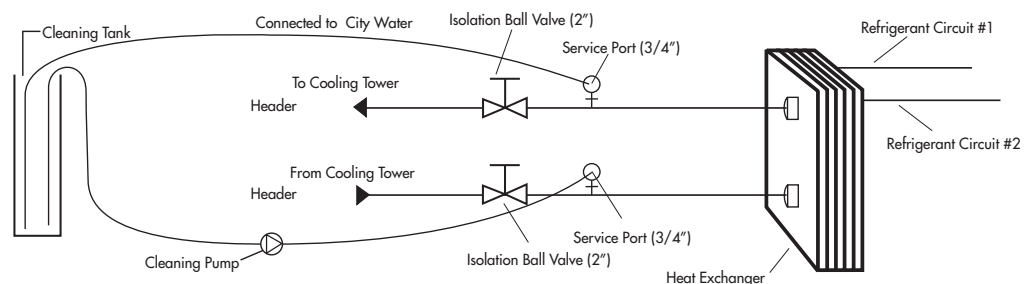 Connected to City Water
Isolation Ball Valve (2")
Refrigerant Circuit #1
Cleaning Tank
Service Port (3/4")
To Cooling Tower
Header
Refrigerant Circuit #2
From Cooling Tower
Header
Service Port (3/4")
Cleaning Pump
Isolation Ball Valve (2")
Heat Exchanger